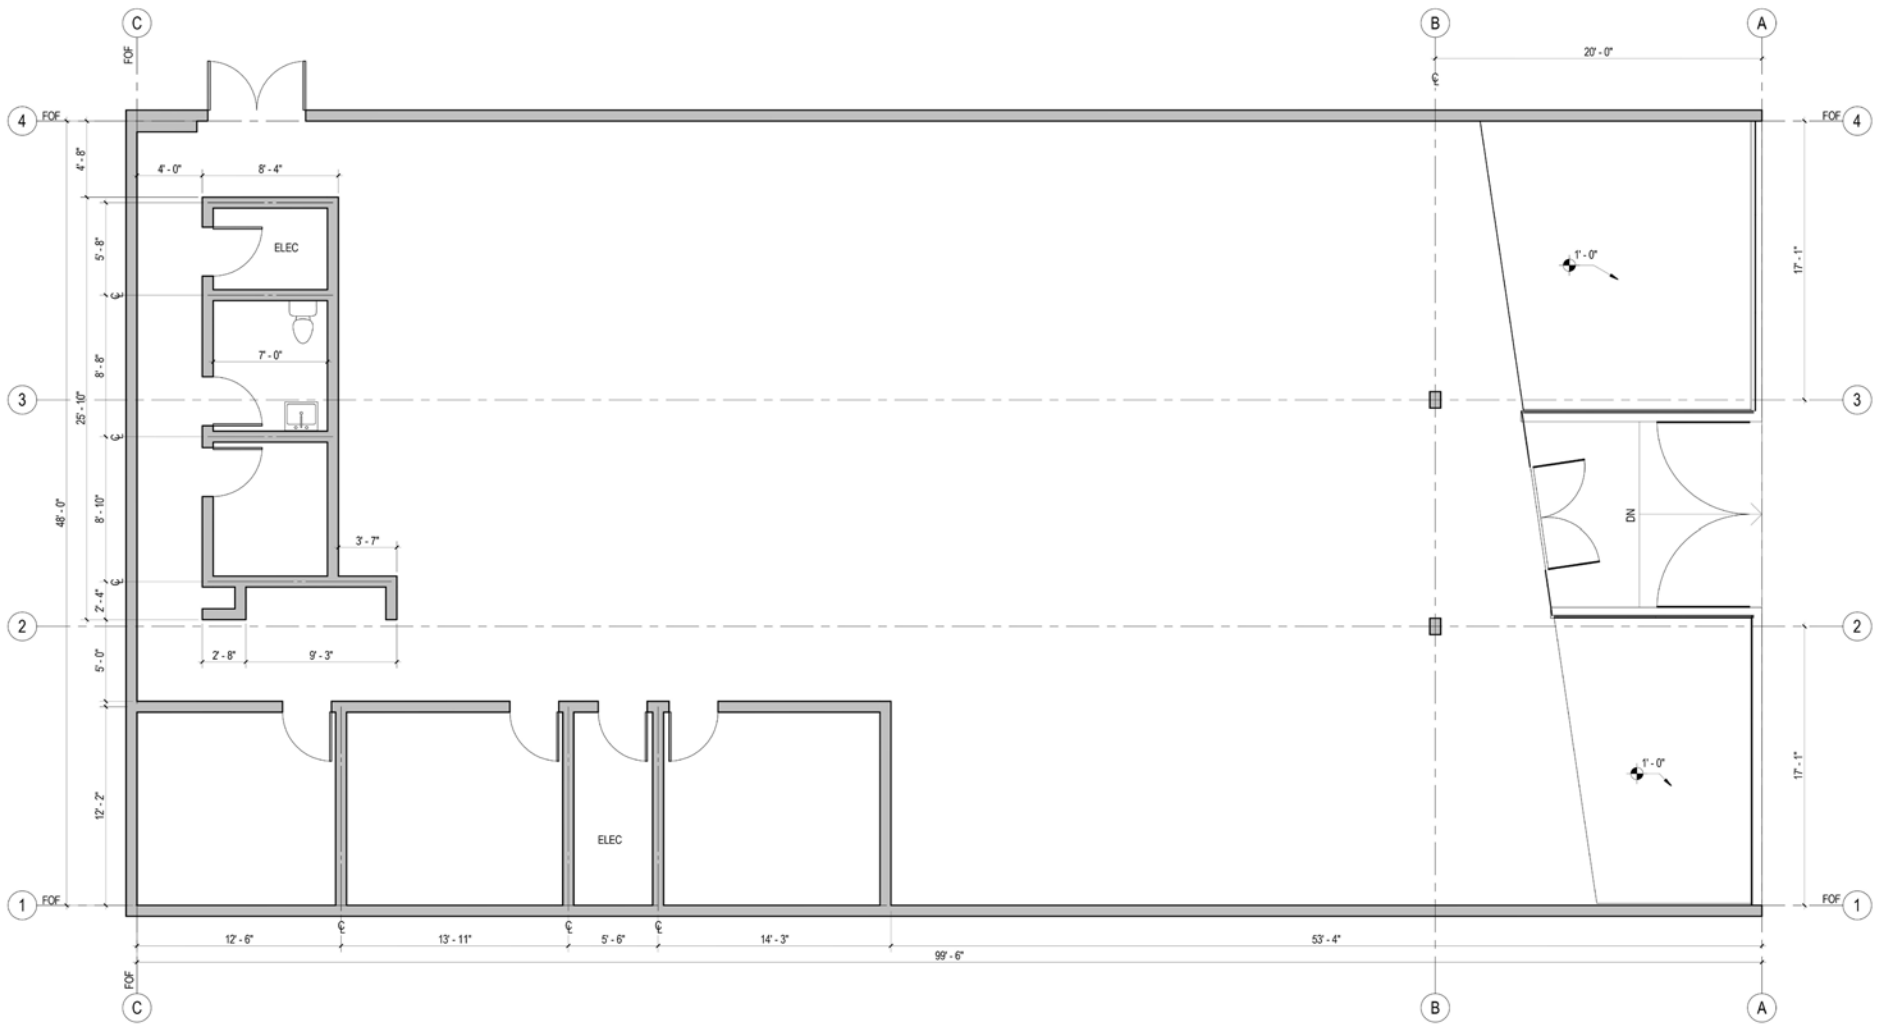 C
B
A
FOF
20' - 0"
℄
4
FOF
FOF
4
4' - 8"
4' - 0"
8' - 4"
5' - 8"
ELEC
1' - 0"
17' - 1"
℄
7' - 0"
8' - 8"
3
3
25' - 10"
℄
48' - 0"
8' - 10"
DN
3' - 7"
℄
2' - 4"
2
2
2' - 8"
9' - 3"
5' - 0"
1' - 0"
17' - 1"
12' - 2"
ELEC
1
FOF
FOF
1
℄
℄
℄
12' - 6"
13' - 11"
5' - 6"
14' - 3"
53' - 4"
99' - 6"
FOF
C
B
A